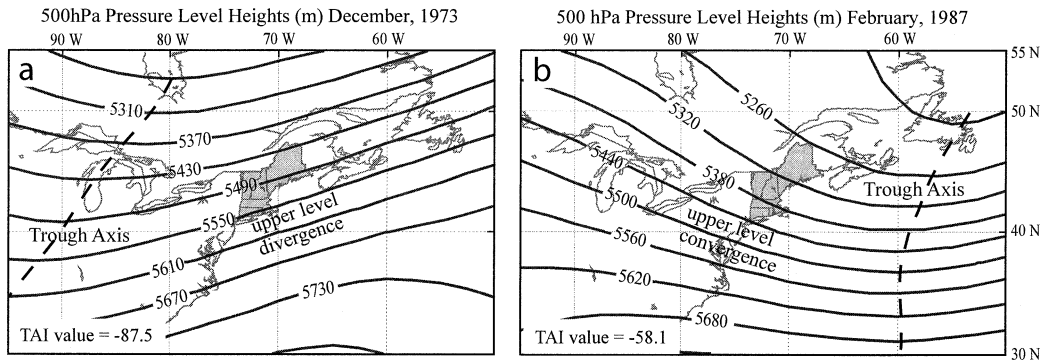 500hPa Pressure Level Heights (m) December, 1973
90 W 80 W 70 W 60 W
a
5310
5370
5430
5490
5550
upper level
divergence
Trough Axis
5610
5670
5730
TAI value = -87.5
500 hPa Pressure Level Heights (m) February, 1987
90 W 80 W 70 W 60 W
55 N
b
5260
5320
50 N
5440
5380
5500
Trough Axis
upper level
convergence
40 N
5560
5620
5680
TAI value = -58.1
30 N